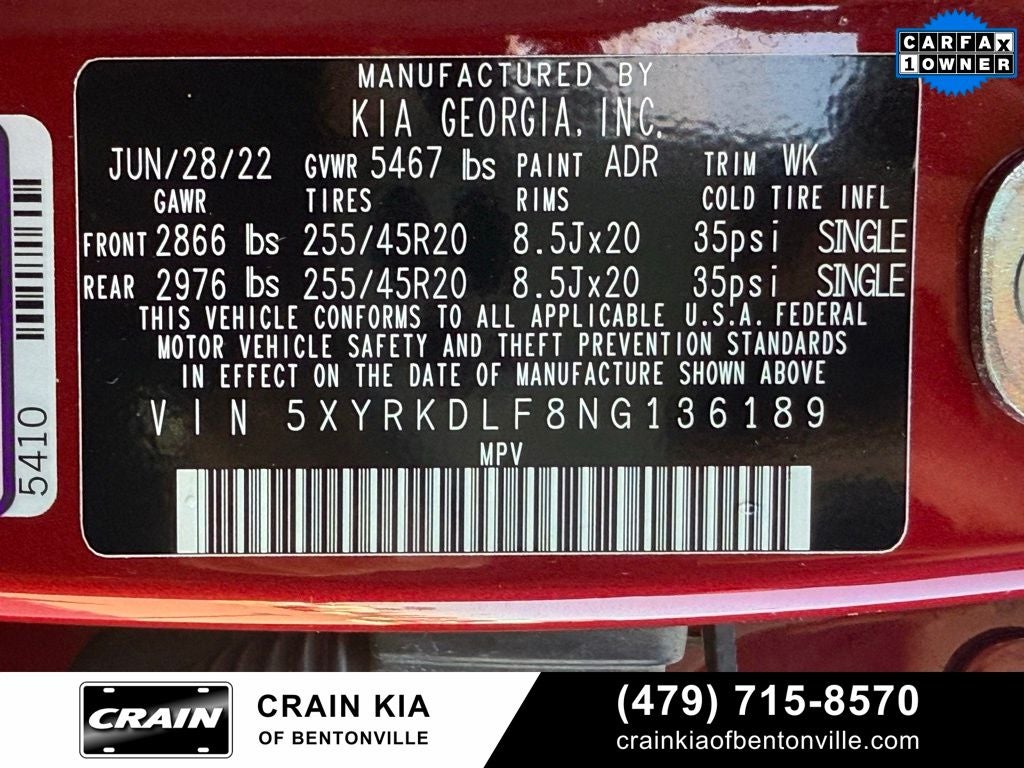 CARFAX
1 OWNER
MANUFACTURED BY
KIA GEORGIA, INC.
JUN/28/22 GVWR 5467 lbs PAINT ADR TRIM WK
GAWR TIRES RIMS COLD TIRE INFL
FRONT 2866 lbs 255/45R20 8.5Jx20 35psi SINGLE
REAR 2976 lbs 255/45R20 8.5Jx20 35psi SINGLE
THIS VEHICLE CONFORMS TO ALL APPLICABLE U.S.A. FEDERAL
MOTOR VEHICLE SAFETY AND THEFT PREVENTION STANDARDS
IN EFFECT ON THE DATE OF MANUFACTURE SHOWN ABOVE
VIN 5XYRKDLF8NG136189
MPV
5410
CRAIN
CRAIN KIA
OF BENTONVILLE
(479) 715-8570
crainkiaofbentonville.com